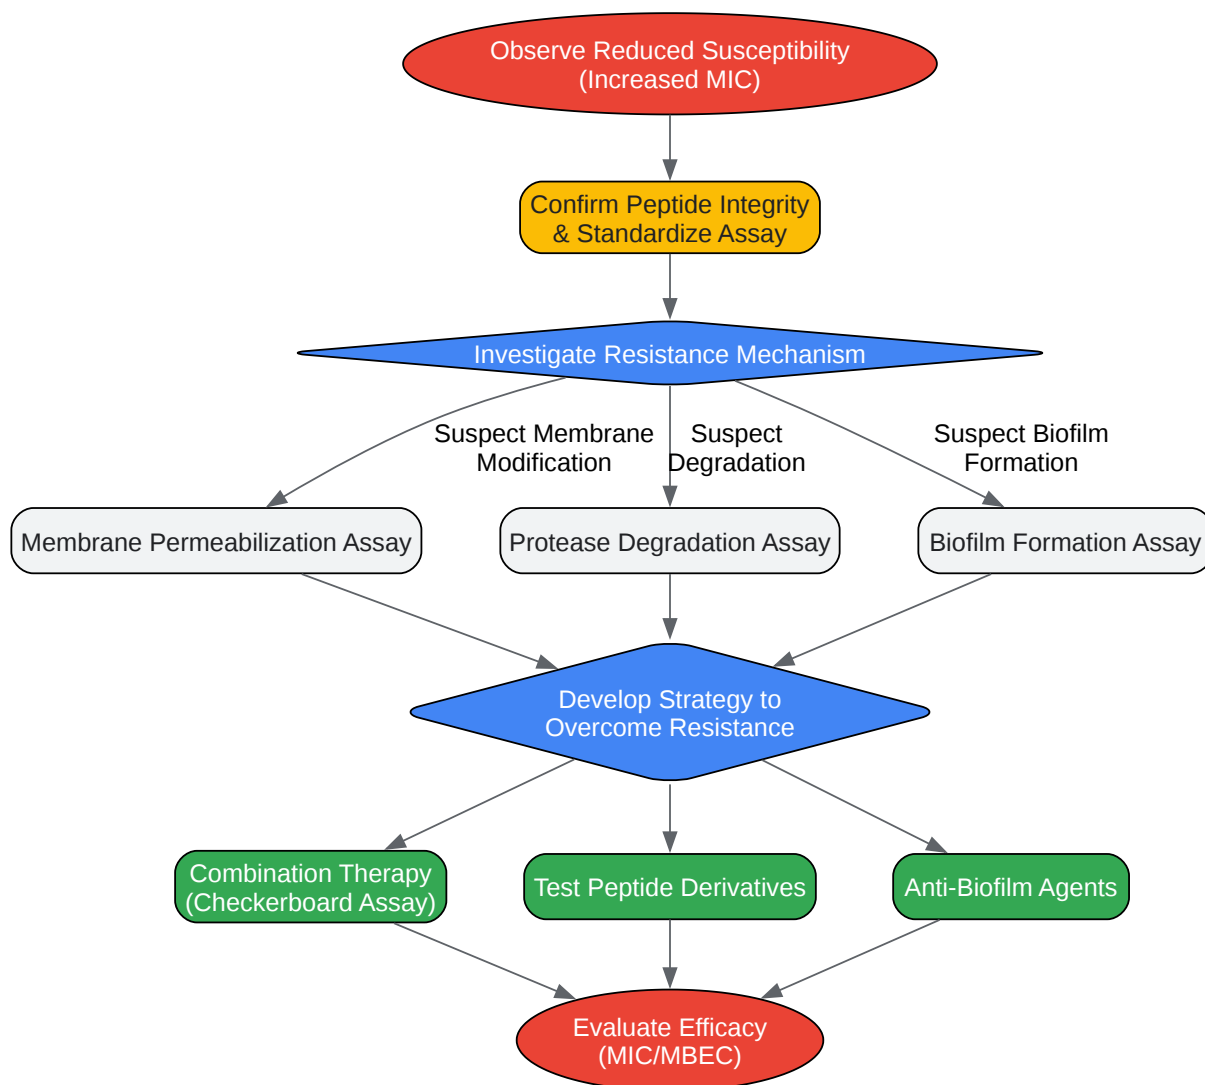 Observe Reduced Susceptibility
(Increased MIC)
Confirm Peptide Integrity
& Standardize Assay
Investigate Resistance Mechanism
Suspect Membrane
Modification
Suspect
Degradation
Suspect Biofilm
Formation
Membrane Permeabilization Assay
Protease Degradation Assay
Biofilm Formation Assay
Develop Strategy to
Overcome Resistance
Combination Therapy
(Checkerboard Assay)
Test Peptide Derivatives
Anti-Biofilm Agents
Evaluate Efficacy
(MIC/MBEC)